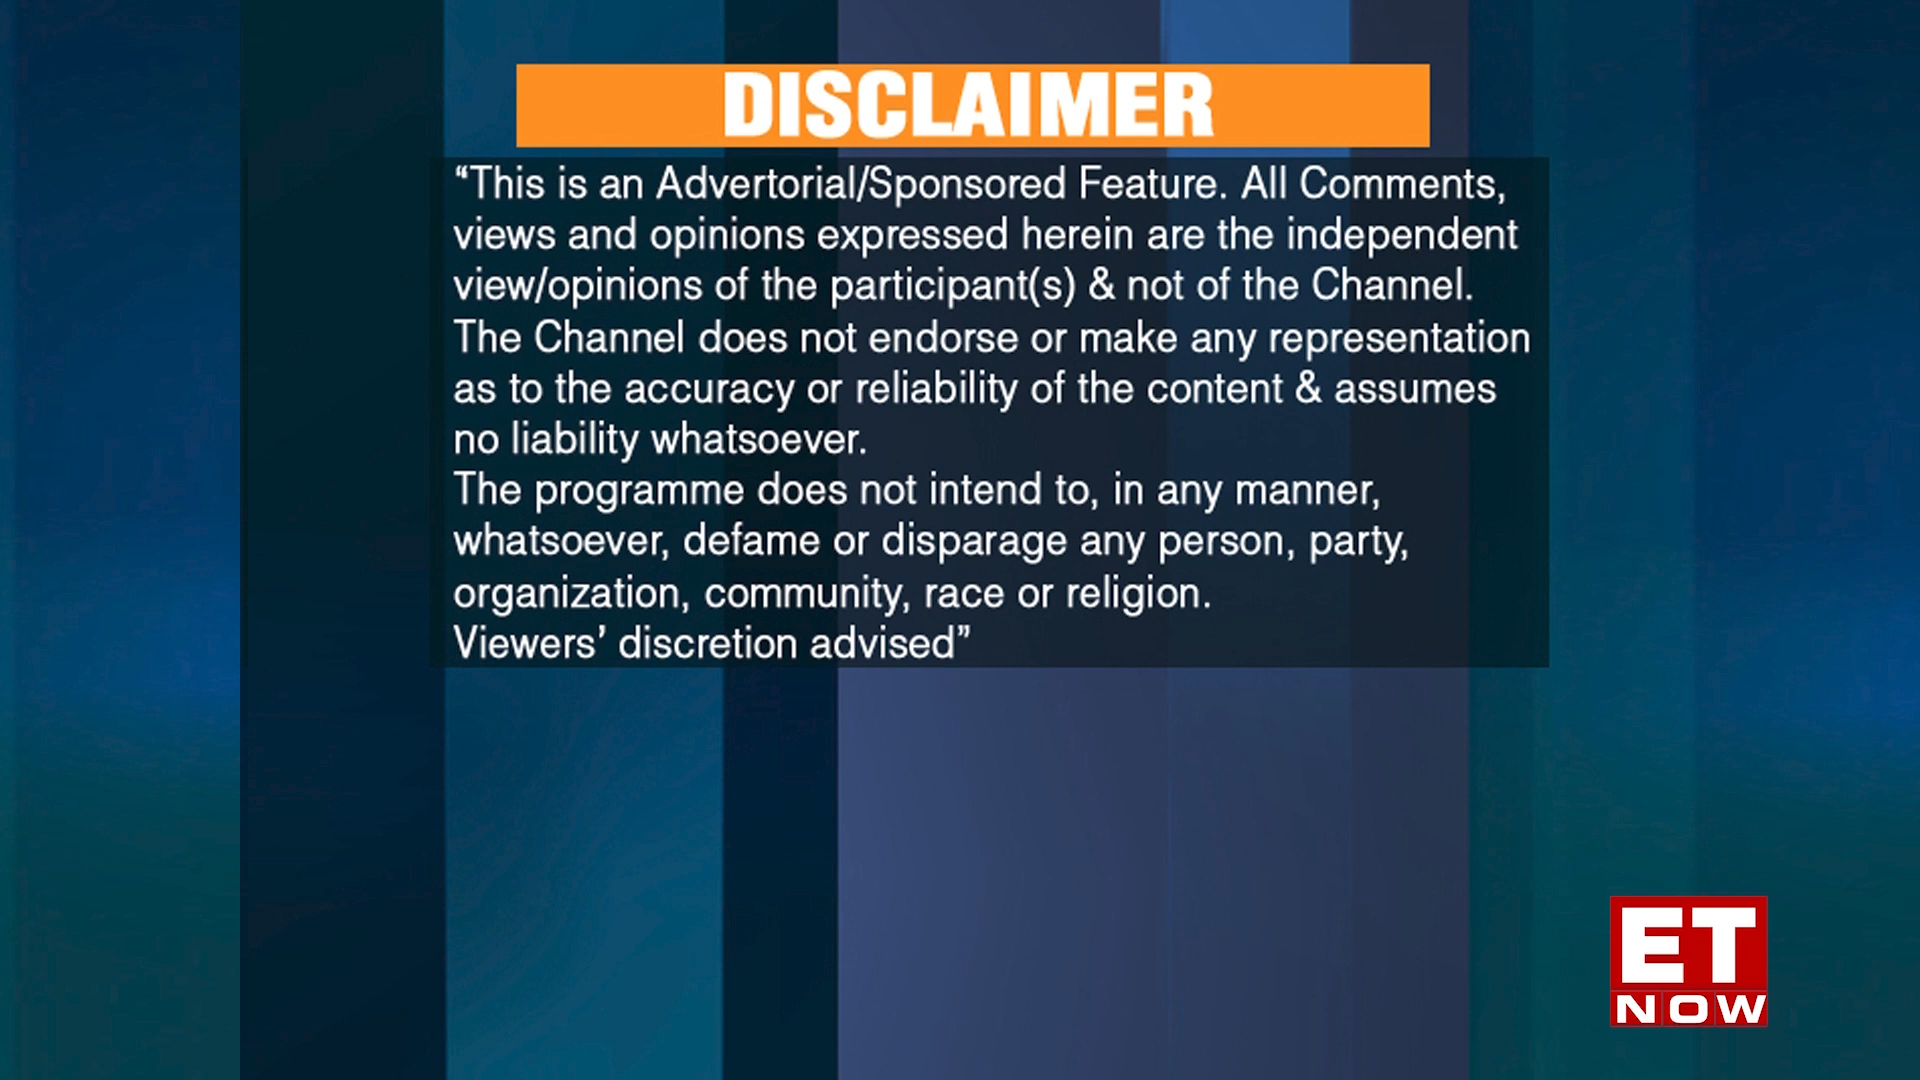 DISCLAIMER
“This is an Advertorial/Sponsored Feature. All Comments,
views and opinions expressed herein are the independent
view/opinions of the participant(s) & not of the Channel.
The Channel does not endorse or make any representation
as to the accuracy or reliability of the content & assumes
no liability whatsoever.
The programme does not intend to, in any manner,
whatsoever, defame or disparage any person, party,
organization, community, race or religion.
Viewers’ discretion advised”
ET
NOW